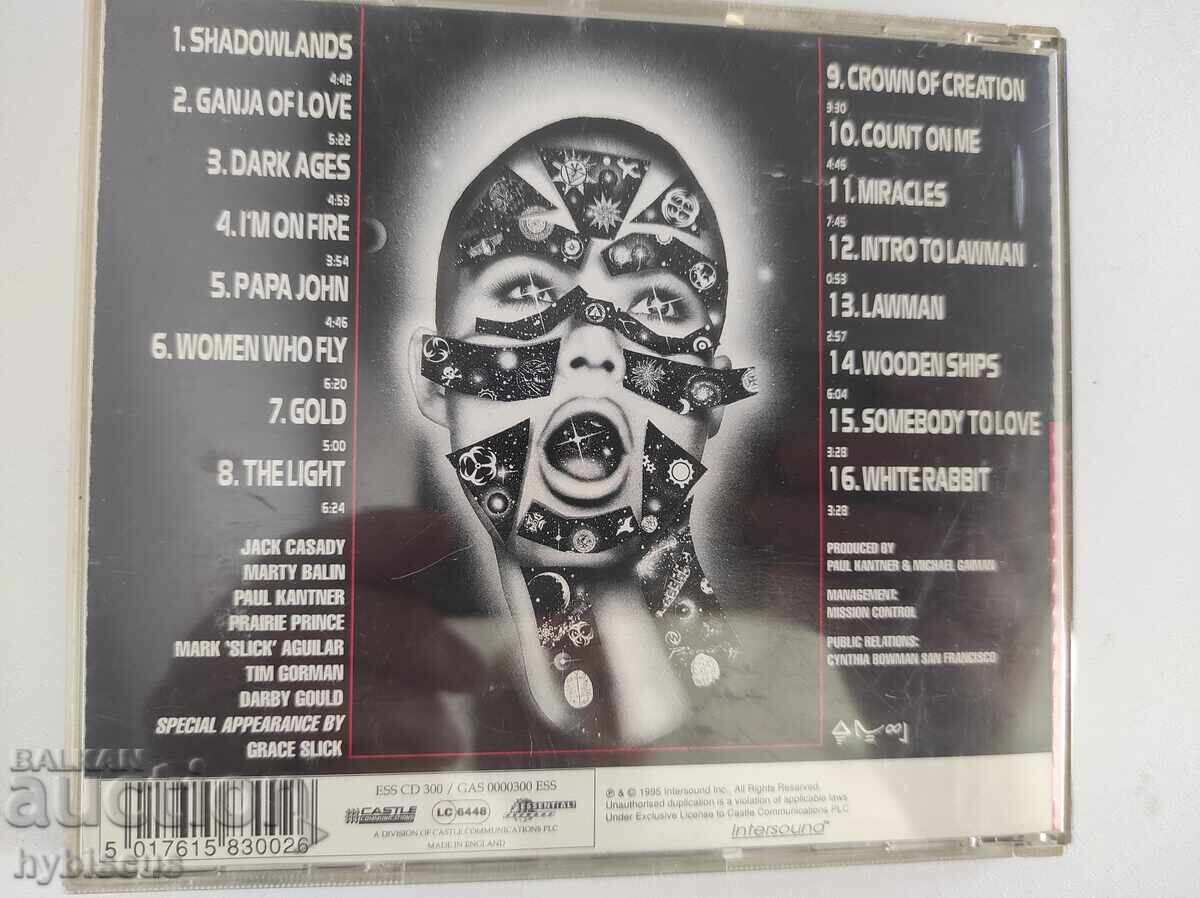 1. SHADOWLANDS
4:42
2. GANJA OF LOVE
5:22
3. DARK AGES
4:53
4. I'M ON FIRE
3:54
5. PAPA JOHN
4:46
6. WOMEN WHO FLY
6:20
7. GOLD
5:00
8. THE LIGHT
6:24
JACK CASADY
MARTY BALIN
PAUL KANTNER
PRAIRIE PRINCE
MARK 'SLICK' AGUILAR
TIM GORMAN
DARBY GOULD
SPECIAL APPEARANCE BY
GRACE SLICK
9. CROWN OF CREATION
3:30
10. COUNT ON ME
4:46
11. MIRACLES
7:45
12. INTRO TO LAWMAN
0:53
13. LAWMAN
2:57
14. WOODEN SHIPS
6:04
15. SOMEBODY TO LOVE
3:28
16. WHITE RABBIT
3:28
PRODUCED BY
PAUL KANTNER & MICHAEL GAIMAN
MANAGEMENT:
MISSION CONTROL
PUBLIC RELATIONS:
CYNTHIA BOWMAN SAN FRANCISCO
BALKAN
auction
hybiscus
5 017615 830026
ESS CD 300 / GAS 0000300 ESS
CASTLE
COMMUNICATIONS
LC 6448
ESSENTIAL!
A DIVISION OF CASTLE COMMUNICATIONS PLC
MADE IN ENGLAND
℗ & © 1995 Intersound Inc., All Rights Reserved.
Unauthorised duplication is a violation of applicable laws
Under Exclusive License to Castle Communications PLC
Intersound™